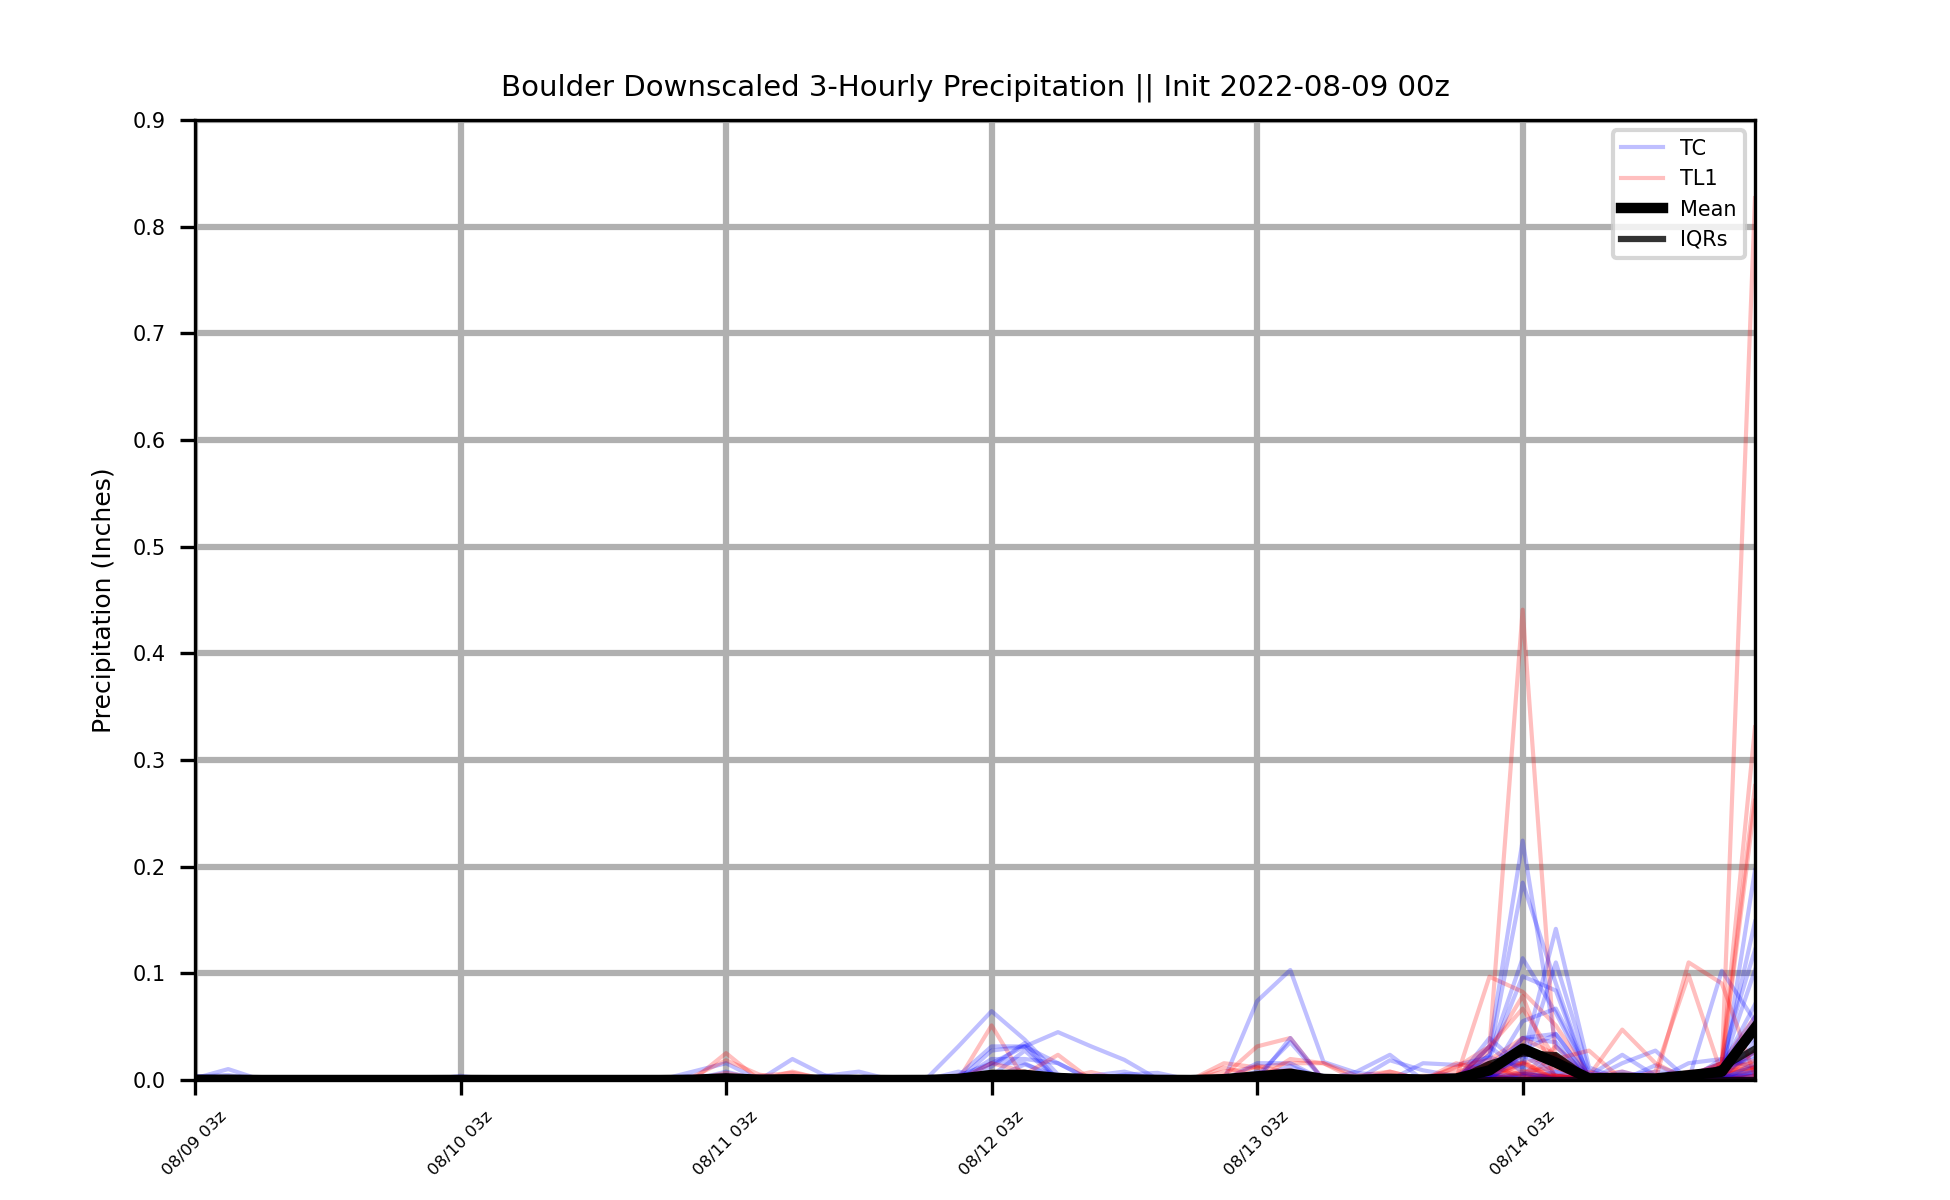 Boulder Downscaled 3-Hourly Precipitation || Init 2022-08-09 00z
0.9
0.8
0.7
0.6
0.5
0.4
0.3
0.2
0.1
0.0
Precipitation (Inches)
TC
TL1
Mean
IQRs
08/09 03z
08/10 03z
08/11 03z
08/12 03z
08/13 03z
08/14 03z